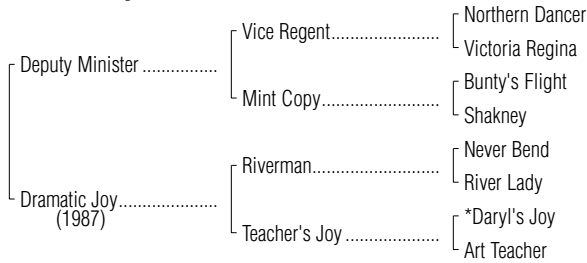 Northern Dancer
Vice Regent........................
Victoria Regina
Deputy Minister ................
Bunty's Flight
Mint Copy..........................
Shakney
Never Bend
Riverman............................
River Lady
Dramatic Joy.....................
(1987)
*Daryl's Joy
Teacher's Joy .....................
Art Teacher